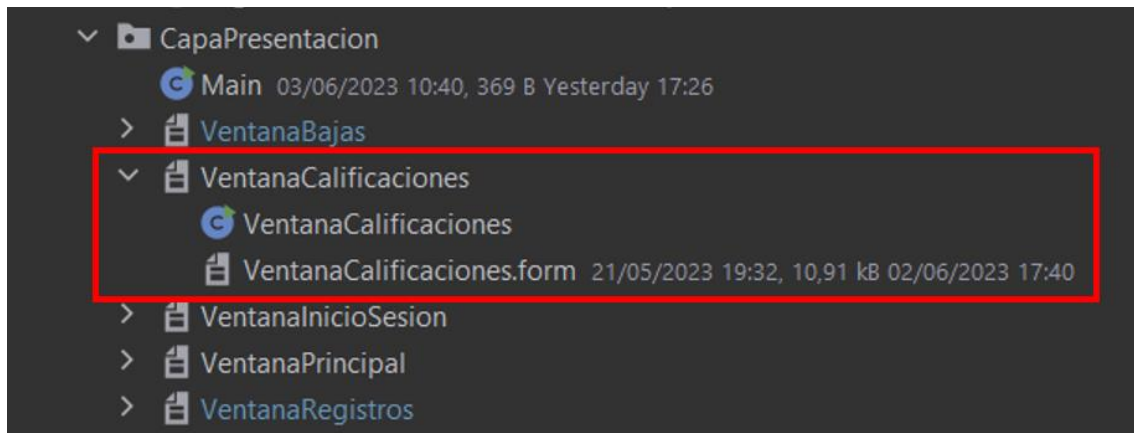 CapaPresentacion
Main 03/06/2023 10:40, 369 B Yesterday 17:26
VentanaBajas
VentanaCalificaciones
VentanaCalificaciones
VentanaCalificaciones.form 21/05/2023 19:32, 10,91 kB 02/06/2023 17:40
VentanaInicioSesion
VentanaPrincipal
VentanaRegistros